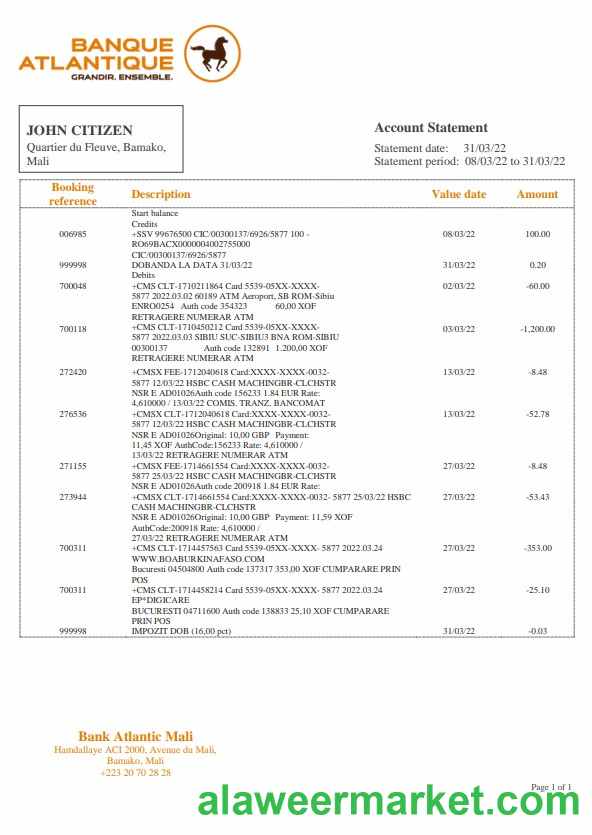 BANQUE
ATLANTIQUE
GRANDIR. ENSEMBLE.
JOHN CITIZEN
Quartier du Fleuve, Bamako,
Mali
Account Statement
Statement date: 31/03/22
Statement period: 08/03/22 to 31/03/22
Booking reference Description Value date Amount
Start balance
Credits
006985 +SSV 99676500 CIC/00300137/6926/5877 100 - 08/03/22 100.00
RO69BACX0000004002755000
CIC/00300137/6926/5877
999998 DOBANDA LA DATA 31/03/22 31/03/22 0.20
Debits
700048 +CMS CLT-1710211864 Card 5539-05XX-XXXX- 02/03/22 -60.00
5877 2022.03.02 60189 ATM Aeroport, SB ROM-Sibiu
ENRO0254 Auth code 354323 60,00 XOF
RETRAGERE NUMERAR ATM
700118 +CMS CLT-1710450212 Card 5539-05XX-XXXX- 03/03/22 -1,200.00
5877 2022.03.03 SIBIU SUC-SIBIU3 BNA ROM-SIBIU
00300137 Auth code 132891 1.200,00 XOF
RETRAGERE NUMERAR ATM
272420 +CMSX FEE-1712040618 Card:XXXX-XXXX-0032- 13/03/22 -8.48
5877 12/03/22 HSBC CASH MACHINGBR-CLCHSTR
NSR E AD01026Auth code 156233 1.84 EUR Rate:
4,610000 / 13/03/22 COMIS. TRANZ. BANCOMAT
276536 +CMSX CLT-1712040618 Card:XXXX-XXXX-0032- 13/03/22 -52.78
5877 12/03/22 HSBC CASH MACHINGBR-CLCHSTR
NSR E AD01026Original: 10,00 GBP Payment:
11,45 XOF AuthCode:156233 Rate: 4,610000 /
13/03/22 RETRAGERE NUMERAR ATM
271155 +CMSX FEE-1714661554 Card:XXXX-XXXX-0032- 27/03/22 -8.48
5877 25/03/22 HSBC CASH MACHINGBR-CLCHSTR
NSR E AD01026Auth code 200918 1.84 EUR Rate:
273944 +CMSX CLT-1714661554 Card:XXXX-XXXX-0032- 5877 25/03/22 HSBC 27/03/22 -53.43
CASH MACHINGBR-CLCHSTR
NSR E AD01026Original: 10,00 GBP Payment: 11,59 XOF
AuthCode:200918 Rate: 4,610000 /
27/03/22 RETRAGERE NUMERAR ATM
700311 +CMS CLT-1714457563 Card 5539-05XX-XXXX- 5877 2022.03.24 27/03/22 -353.00
WWW.BOABURKINAFASO.COM
Bucuresti 04504800 Auth code 137317 353,00 XOF CUMPARARE PRIN
POS
700311 +CMS CLT-1714458214 Card 5539-05XX-XXXX- 5877 2022.03.24 27/03/22 -25.10
EP*DIGICARE
BUCURESTI 04711600 Auth code 138833 25,10 XOF CUMPARARE
PRIN POS
999998 IMPOZIT DOB (16,00 pct) 31/03/22 -0.03
Bank Atlantic Mali
Hamdallaye ACI 2000, Avenue du Mali,
Bamako, Mali
+223 20 70 28 28
Page 1 of 1
alaweermarket.com